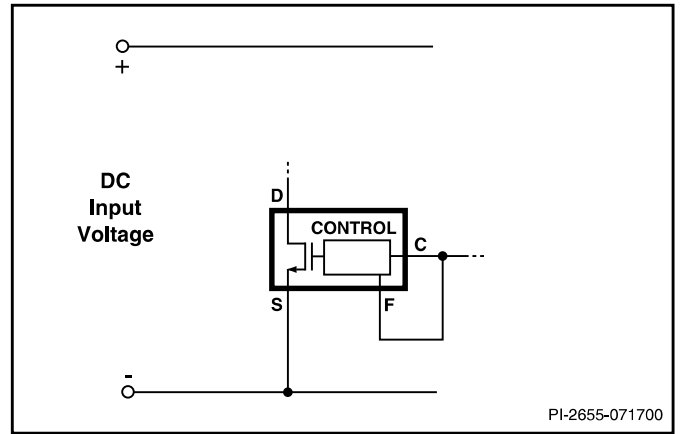 +
DC
Input
Voltage
D
CONTROL
C
S
F
-
PI-2655-071700